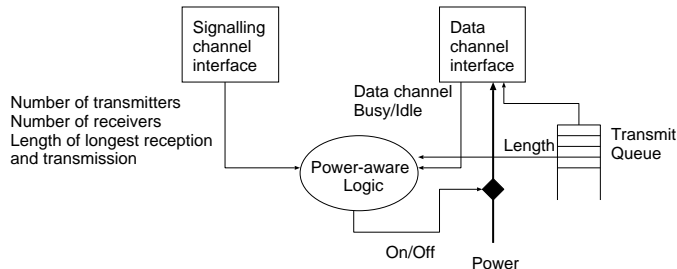 Signalling
channel
interface
Data
channel
interface
Number of transmitters
Number of receivers
Length of longest reception
and transmission
Data channel
Busy/Idle
Length
Transmit
Queue
Power-aware
Logic
On/Off
Power